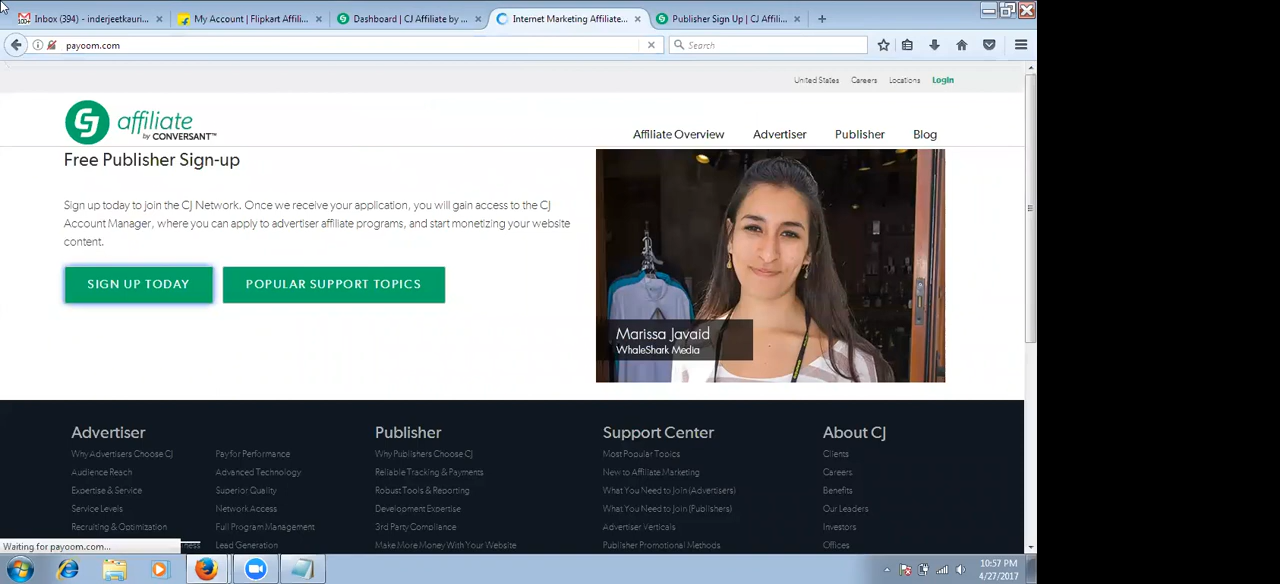 Inbox (394) - inderjeetkauri...
My Account | Flipkart Affili...
Dashboard | CJ Affiliate by ...
Internet Marketing Affiliate...
Publisher Sign Up | CJ Affili...
payoom.com
Search
United States Careers Locations Login
CJ affiliate
by CONVERSANT™
Affiliate Overview Advertiser Publisher Blog
Free Publisher Sign-up
Sign up today to join the CJ Network. Once we receive your application, you will gain access to the CJ
Account Manager, where you can apply to advertiser affiliate programs, and start monetizing your website
content.
SIGN UP TODAY
POPULAR SUPPORT TOPICS
Marissa Javaid
WhaleShark Media
Advertiser Publisher Support Center About CJ
Why Advertisers Choose CJ Pay for Performance Why Publishers Choose CJ Most Popular Topics Clients
Audience Reach Advanced Technology Reliable Tracking & Payments New to Affiliate Marketing Careers
Expertise & Service Superior Quality Robust Tools & Reporting What You Need to Join (Advertisers) Benefits
Service Levels Network Access Development Expertise What You Need to Join (Publishers) Our Leaders
Recruiting & Optimization Full Program Management 3rd Party Compliance Advertiser Verticals Investors
Lead Generation Make More Money With Your Website Publisher Promotional Methods Offices
Waiting for payoom.com...
10:57 PM
4/27/2017